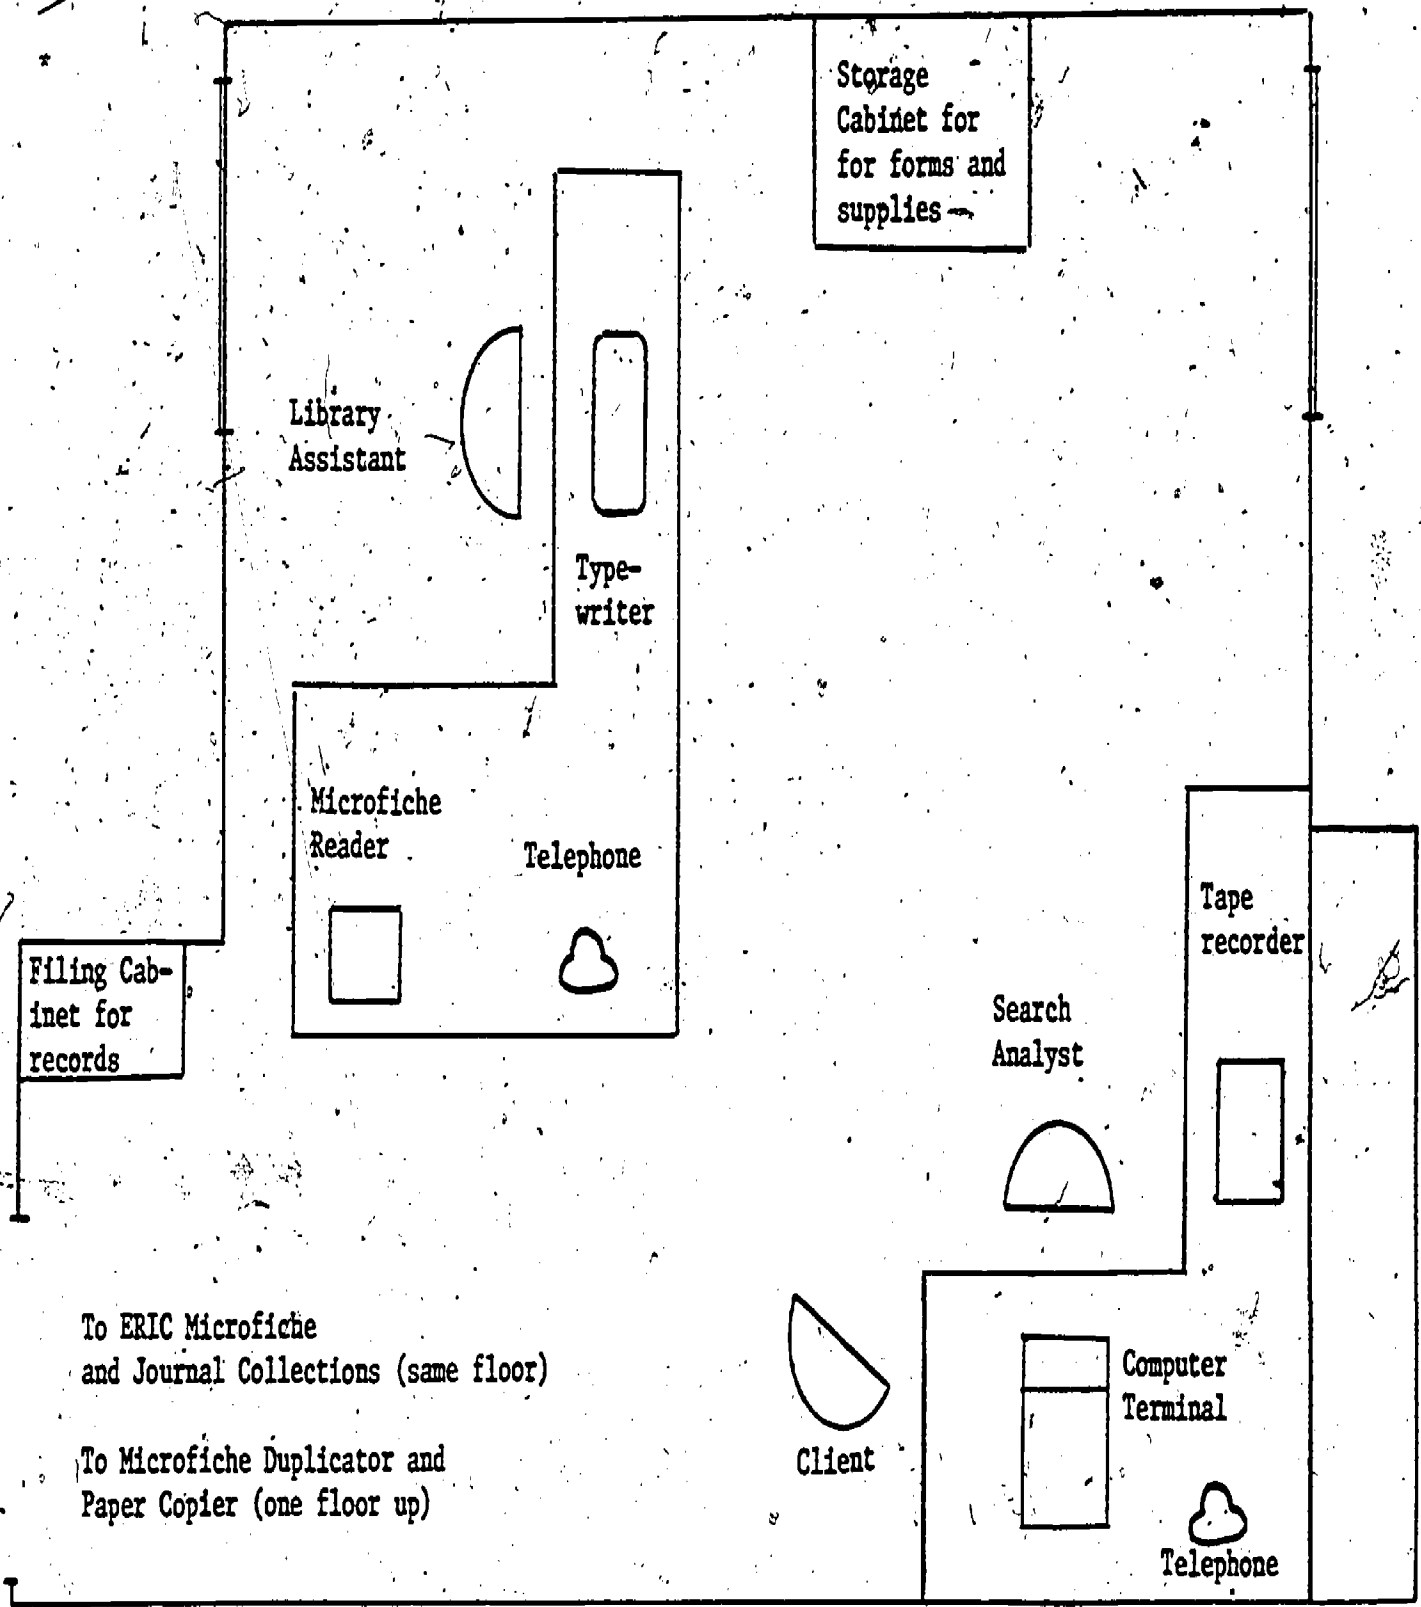 Storage
Cabinet for
for forms and
supplies
Library
Assistant
Type-
writer
Microfiche
Reader
Telephone
Tape
recorder
Filing Cab-
inet for
records
Search
Analyst
To ERIC Microfiche
and Journal Collections (same floor)
Computer
Terminal
Client
To Microfiche Duplicator and
Paper Copier (one floor up)
Telephone